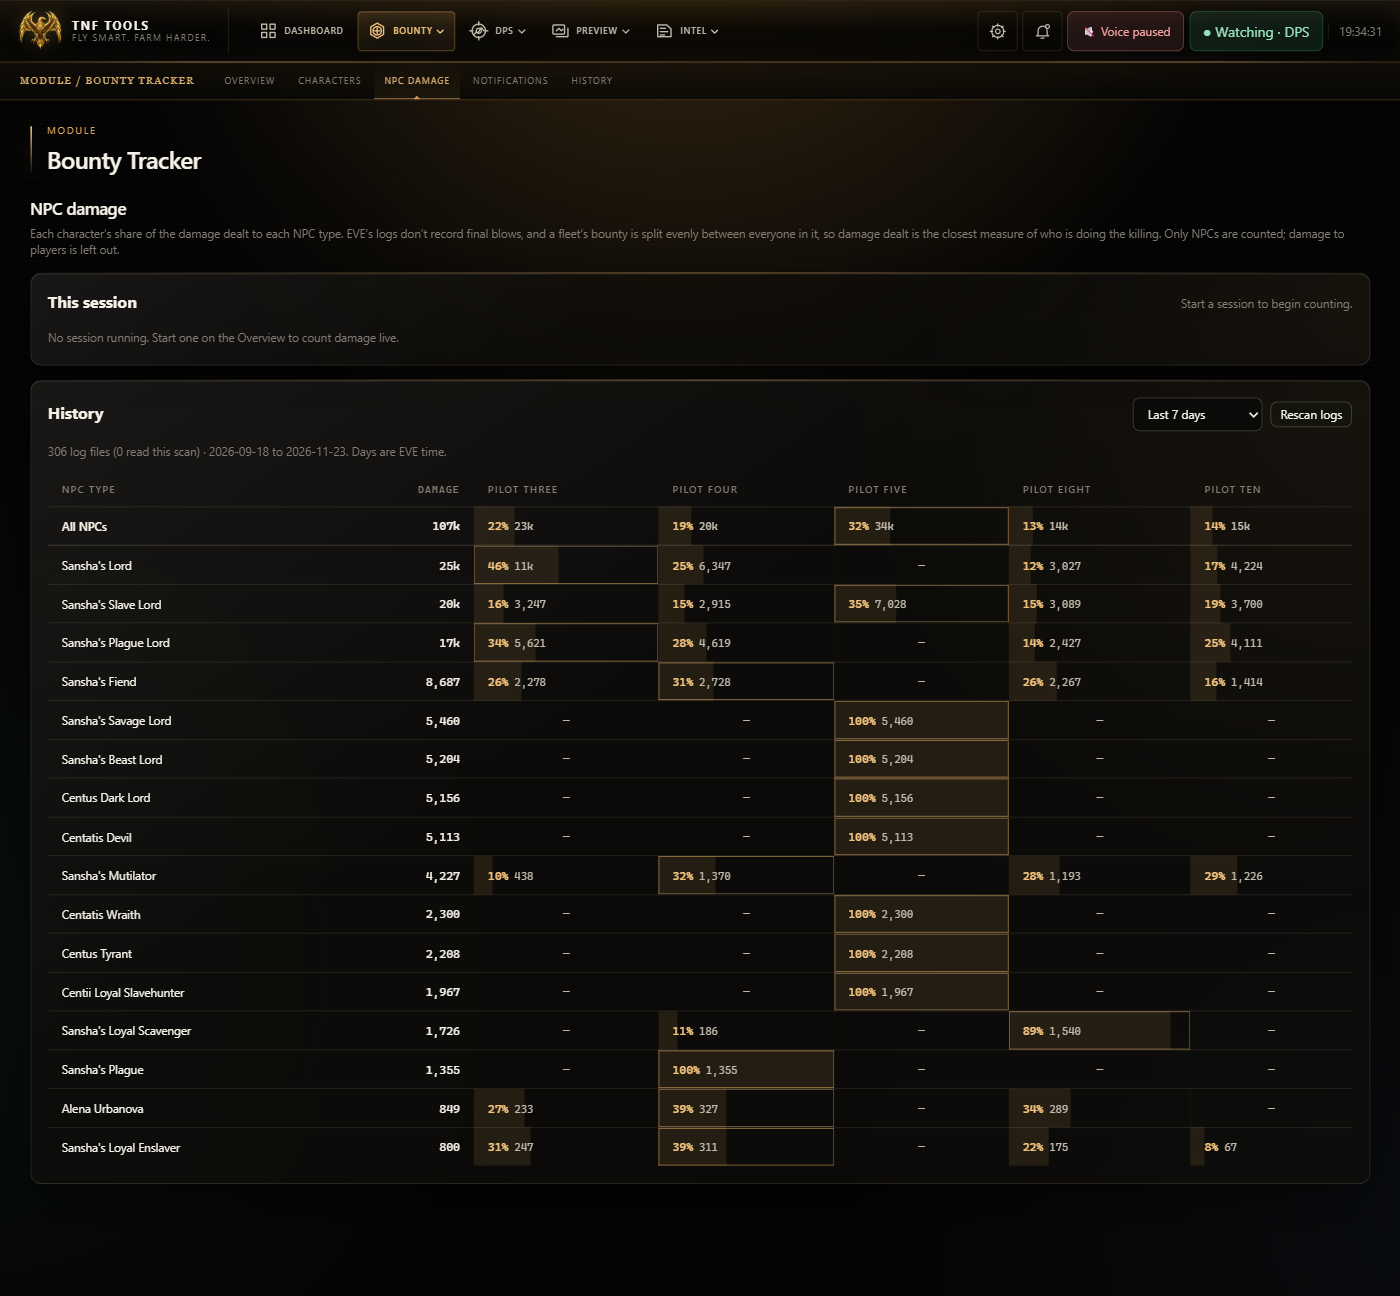 TNF TOOLS
FLY SMART. FARM HARDER.
DASHBOARD
BOUNTY
DPS
PREVIEW
INTEL
Voice paused
Watching · DPS
19:34:31
MODULE / BOUNTY TRACKER
OVERVIEW
CHARACTERS
NPC DAMAGE
NOTIFICATIONS
HISTORY
MODULE
Bounty Tracker
NPC damage
Each character's share of the damage dealt to each NPC type. EVE's logs don't record final blows, and a fleet's bounty is split evenly between everyone in it, so damage dealt is the closest measure of who is doing the killing. Only NPCs are counted; damage to
players is left out.
This session
Start a session to begin counting.
No session running. Start one on the Overview to count damage live.
History
Last 7 days
Rescan logs
306 log files (0 read this scan) · 2026-09-18 to 2026-11-23. Days are EVE time.
NPC TYPE DAMAGE PILOT THREE PILOT FOUR PILOT FIVE PILOT EIGHT PILOT TEN
All NPCs 107k 22% 23k 19% 20k 32% 34k 13% 14k 14% 15k
Sansha's Lord 25k 46% 11k 25% 6,347 – 12% 3,027 17% 4,224
Sansha's Slave Lord 20k 16% 3,247 15% 2,915 35% 7,028 15% 3,089 19% 3,700
Sansha's Plague Lord 17k 34% 5,621 28% 4,619 – 14% 2,427 25% 4,111
Sansha's Fiend 8,687 26% 2,278 31% 2,728 – 26% 2,267 16% 1,414
Sansha's Savage Lord 5,460 – – 100% 5,460 – –
Sansha's Beast Lord 5,204 – – 100% 5,204 – –
Centus Dark Lord 5,156 – – 100% 5,156 – –
Centatis Devil 5,113 – – 100% 5,113 – –
Sansha's Mutilator 4,227 10% 438 32% 1,370 – 28% 1,193 29% 1,226
Centatis Wraith 2,300 – – 100% 2,300 – –
Centus Tyrant 2,208 – – 100% 2,208 – –
Centii Loyal Slavehunter 1,967 – – 100% 1,967 – –
Sansha's Loyal Scavenger 1,726 – 11% 186 – 89% 1,540 –
Sansha's Plague 1,355 – 100% 1,355 – – –
Alena Urbanova 849 27% 233 39% 327 – 34% 289 –
Sansha's Loyal Enslaver 800 31% 247 39% 311 – 22% 175 8% 67